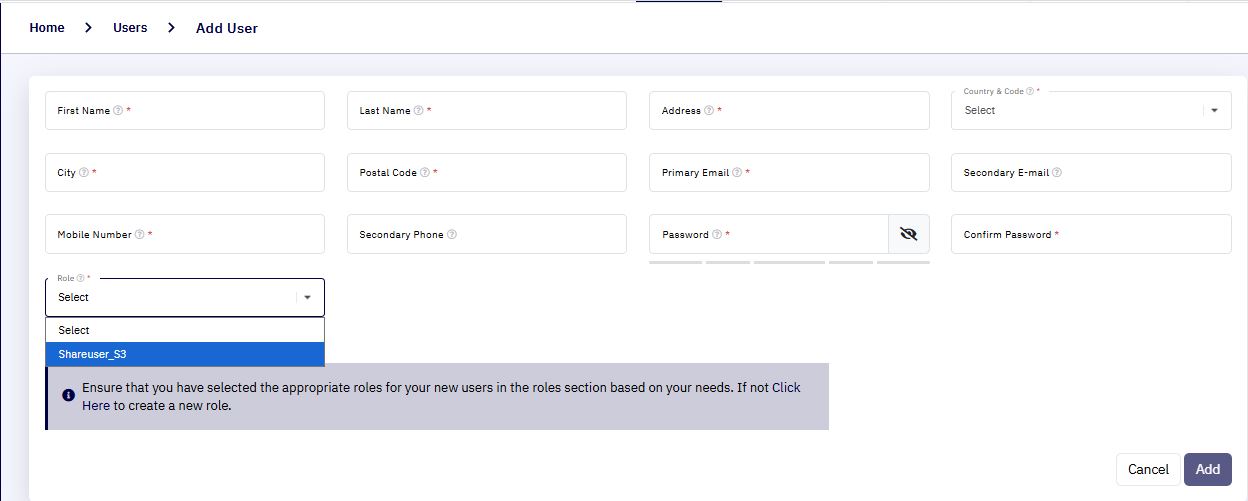 Home > Users > Add User
First Name ? * Last Name ? * Address ? * Country & Code ? *
Select
City ? * Postal Code ? * Primary Email ? * Secondary E-mail ?
Mobile Number ? * Secondary Phone ? Password ? * Confirm Password *
Role ? *
Select
Select
Shareuser_S3
Ensure that you have selected the appropriate roles for your new users in the roles section based on your needs. If not Click
Here to create a new role.
Cancel Add